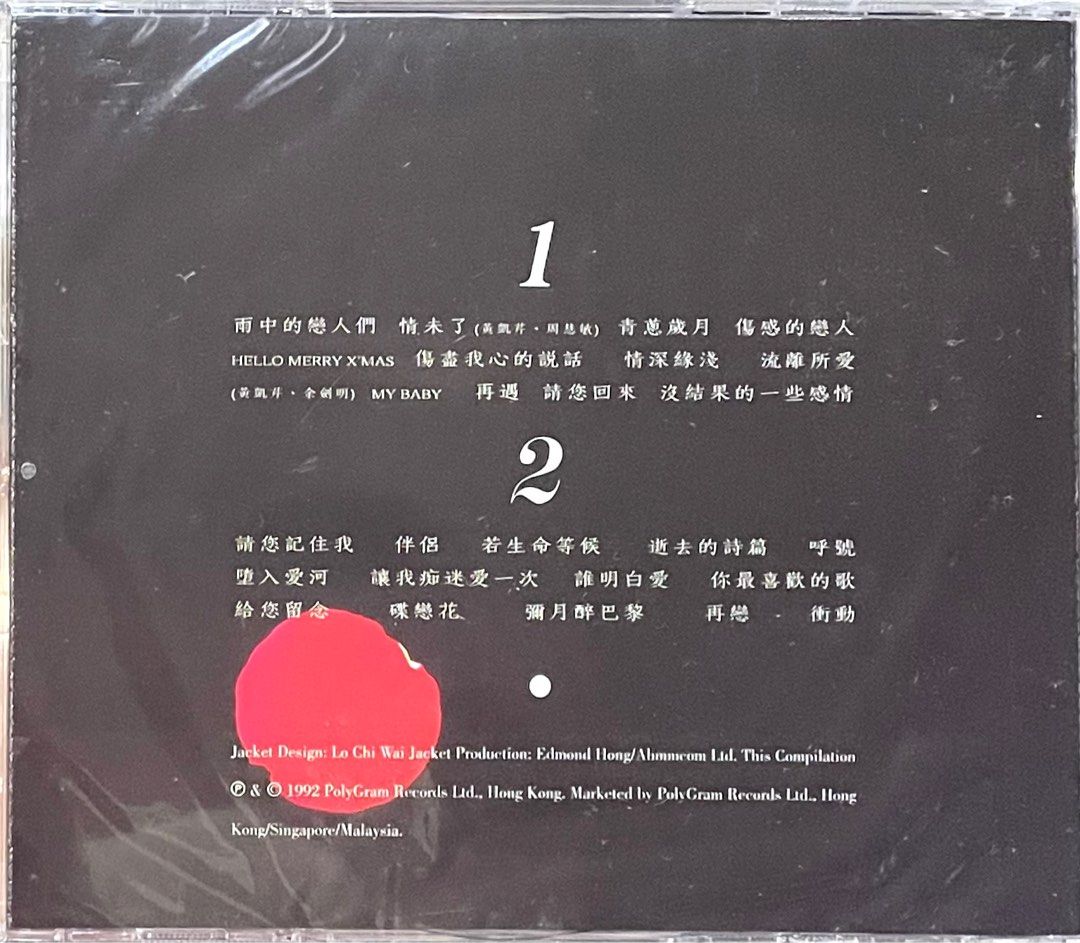 1
雨中的戀人們 情未了 (黃凱芹、周慧敏) 青蔥歲月 傷感的戀人
HELLO MERRY X'MAS 傷盡我心的説話 情深緣淺 流離所愛
(黃凱芹、余劍明) MY BABY 再遇 請您回來 沒結果的一些感情
2
請您記住我 伴侶 若生命等候 逝去的詩篇 呼號
墮入愛河 讓我痴迷愛一次 誰明白愛 你最喜歡的歌
給您留念 碟戀花 彌月醉巴黎 再戀 衝動
Jacket Design: Lo Chi Wai Jacket Production: Edmond Hong/Ahmmcom Ltd. This Compilation
℗ & © 1992 PolyGram Records Ltd., Hong Kong. Marketed by PolyGram Records Ltd., Hong
Kong/Singapore/Malaysia.